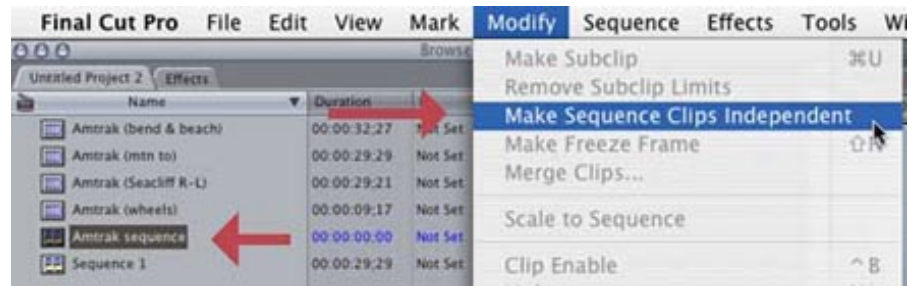 Final Cut Pro File Edit View Mark Modify Sequence Effects Tools Wi
Browse
Untitled Project 2 Effects
Name Duration
Amtrak (bend & beach) 00:00:32;27 Not Set
Amtrak (mtn to) 00:00:29;29 Not Set
Amtrak (Seacliff R-L) 00:00:29;21 Not Set
Amtrak (wheels) 00:00:09;17 Not Set
Amtrak sequence 00:00:00;00 Not Set
Sequence 1 00:00:29;29 Not Set
Make Subclip ⌘U
Remove Subclip Limits
Make Sequence Clips Independent
Make Freeze Frame ⇧N
Merge Clips...
Scale to Sequence
Clip Enable ^B